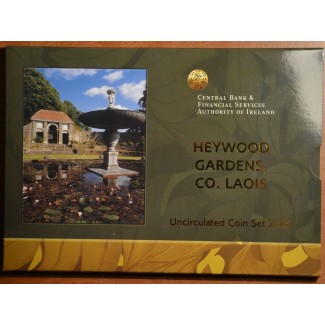 CENTRAL BANK &
FINANCIAL SERVICES
AUTHORITY OF IRELAND
HEYWOOD
GARDENS,
CO. LAOIS
Uncirculated Coin Set